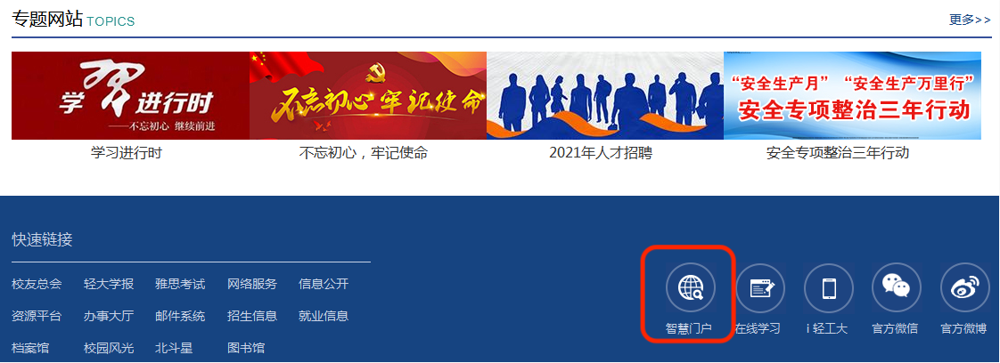 专题网站 TOPICS
更多>>
学习进行时
——不忘初心 继续前进
不忘初心 牢记使命
“安全生产月” “安全生产万里行”
安全专项整治三年行动
学习进行时
不忘初心，牢记使命
2021年人才招聘
安全专项整治三年行动
快速链接
校友总会 轻大学报 雅思考试 网络服务 信息公开
资源平台 办事大厅 邮件系统 招生信息 就业信息
档案馆 校园风光 北斗星 图书馆
智慧门户 在线学习 i 轻工大 官方微信 官方微博